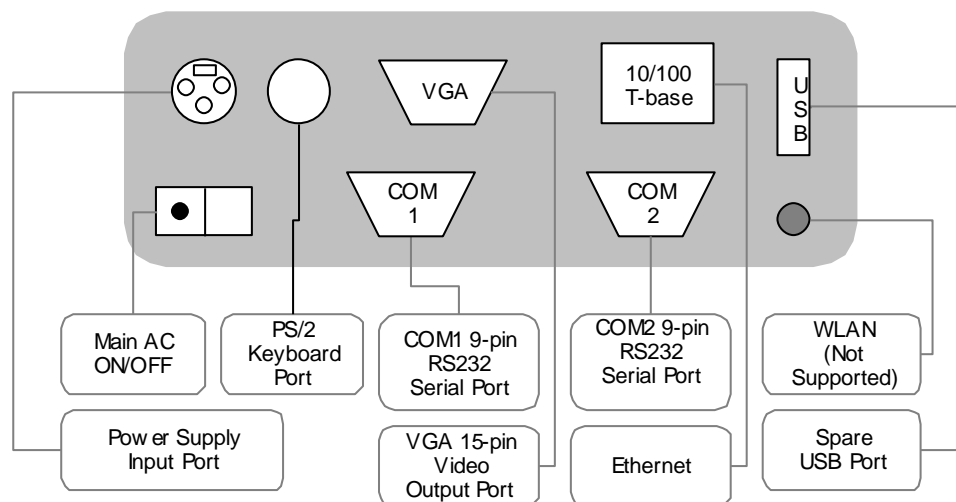 VGA
10/100
T-base
U
S
B
COM
1
COM
2
Main AC
ON/OFF
PS/2
Keyboard
Port
COM1 9-pin
RS232
Serial Port
COM2 9-pin
RS232
Serial Port
WLAN
(Not
Supported)
Power Supply
Input Port
VGA 15-pin
Video
Output Port
Ethernet
Spare
USB Port